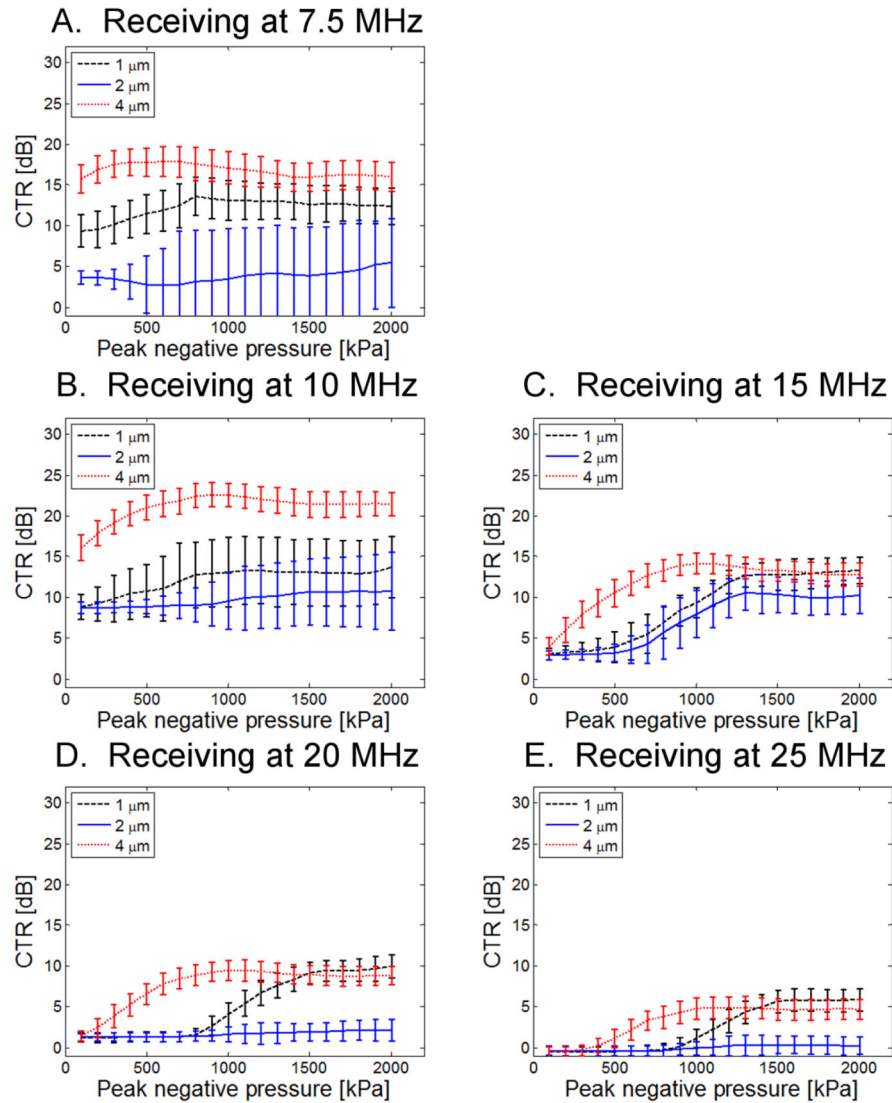 A. Receiving at 7.5 MHz
30
25
20
15
10
5
0
CTR [dB]
1 μm
2 μm
4 μm
0 500 1000 1500 2000
Peak negative pressure [kPa]
B. Receiving at 10 MHz
30
25
20
15
10
5
0
CTR [dB]
1 μm
2 μm
4 μm
0 500 1000 1500 2000
Peak negative pressure [kPa]
C. Receiving at 15 MHz
30
25
20
15
10
5
0
CTR [dB]
1 μm
2 μm
4 μm
0 500 1000 1500 2000
Peak negative pressure [kPa]
D. Receiving at 20 MHz
30
25
20
15
10
5
0
CTR [dB]
1 μm
2 μm
4 μm
0 500 1000 1500 2000
Peak negative pressure [kPa]
E. Receiving at 25 MHz
30
25
20
15
10
5
0
CTR [dB]
1 μm
2 μm
4 μm
0 500 1000 1500 2000
Peak negative pressure [kPa]